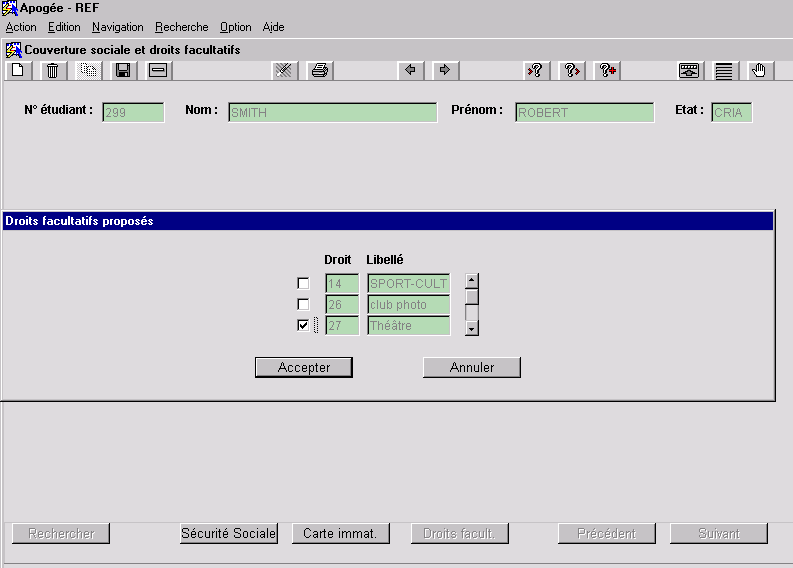 Apogée - REF
Action Edition Navigation Recherche Option Ajde
Couverture sociale et droits facultatifs
N° étudiant : 299 Nom : SMITH Prénom : ROBERT Etat : CRIA
Droits facultatifs proposés
Droit Libellé
14 SPORT-CULT
26 club photo
27 Théâtre
Accepter Annuler
Rechercher Sécurité Sociale Carte immat. Droits facult. Précédent Suivant